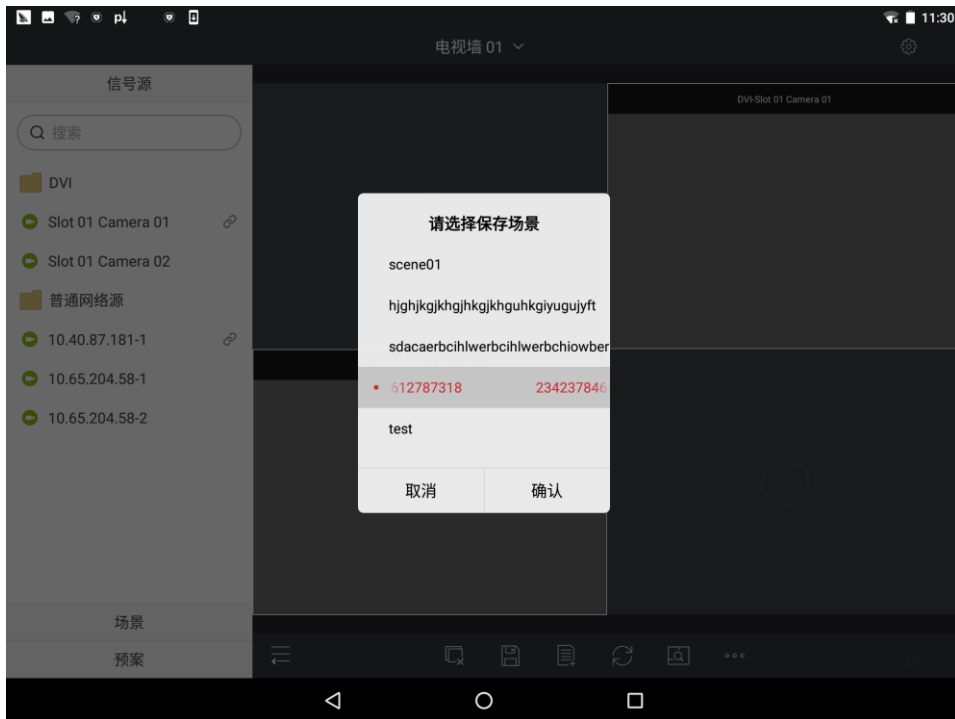 11:30
电视墙 01
信号源
搜索
DVI
Slot 01 Camera 01
Slot 01 Camera 02
普通网络源
10.40.87.181-1
10.65.204.58-1
10.65.204.58-2
场景
预案
DVI-Slot 01 Camera 01
请选择保存场景
scene01
hjghjkgjkhgjhkgjkhguhkgiyugujyft
sdacaerbcihlwerbcihlwerbchiowber
612787318 234237846
test
取消 确认